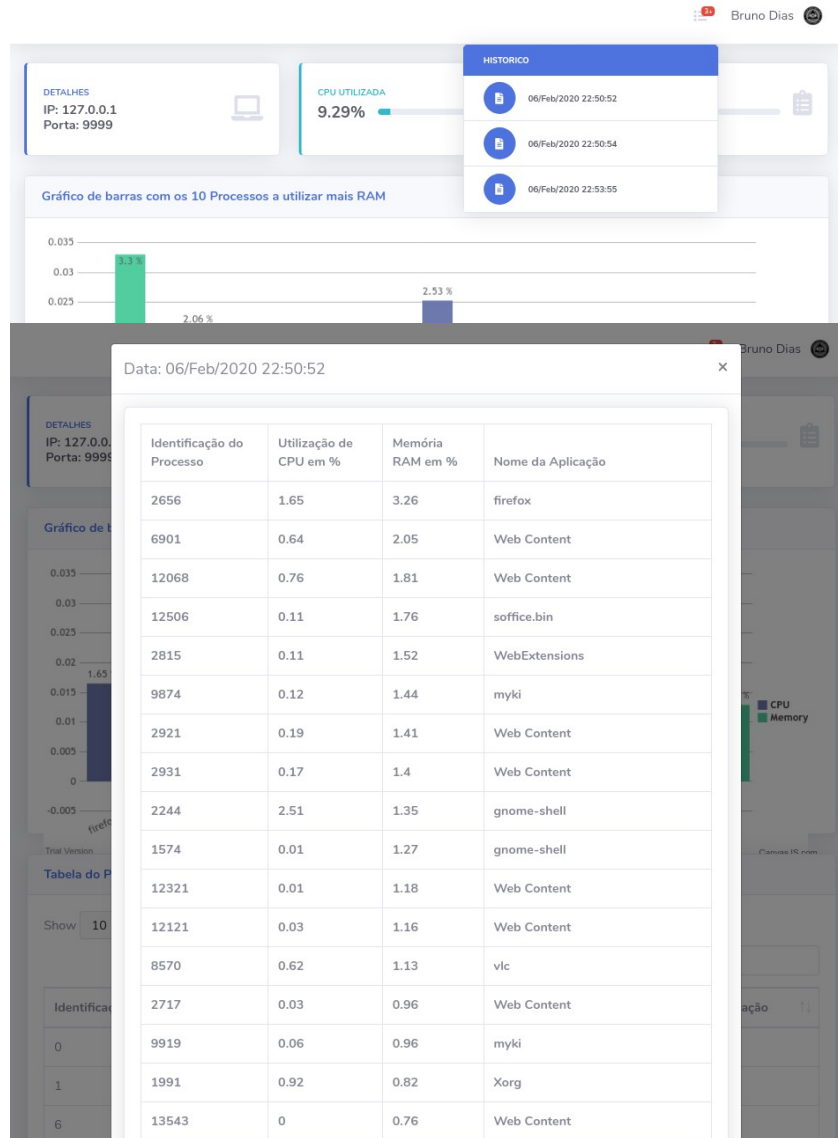 3+ Bruno Dias
HISTORICO
06/Feb/2020 22:50:52
06/Feb/2020 22:50:54
06/Feb/2020 22:53:55
DETALHES
IP: 127.0.0.1
Porta: 9999
CPU UTILIZADA
9.29%
Gráfico de barras com os 10 Processos a utilizar mais RAM
0.035
0.03
0.025
3.3 %
2.06 %
2.53 %
Bruno Dias
Data: 06/Feb/2020 22:50:52 ×
DETALHES
IP: 127.0.0.
Porta: 9999
Gráfico de b
0.035
0.03
0.025
0.02
0.015
0.01
0.005
0
-0.005
1.65
%
CPU
Memory
firefo
Trial Version
CanvasJS.com
Tabela do P
Show 10
Identificaç
ação
0
1
6
Identificação do Processo Utilização de CPU em % Memória RAM em % Nome da Aplicação
2656 1.65 3.26 firefox
6901 0.64 2.05 Web Content
12068 0.76 1.81 Web Content
12506 0.11 1.76 soffice.bin
2815 0.11 1.52 WebExtensions
9874 0.12 1.44 myki
2921 0.19 1.41 Web Content
2931 0.17 1.4 Web Content
2244 2.51 1.35 gnome-shell
1574 0.01 1.27 gnome-shell
12321 0.01 1.18 Web Content
12121 0.03 1.16 Web Content
8570 0.62 1.13 vlc
2717 0.03 0.96 Web Content
9919 0.06 0.96 myki
1991 0.92 0.82 Xorg
13543 0 0.76 Web Content